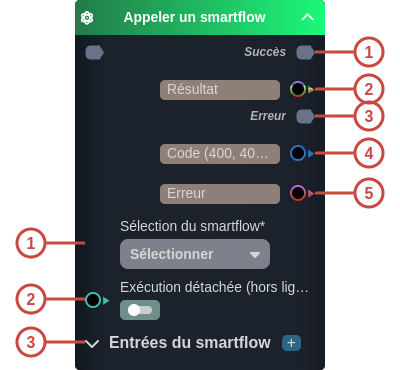 Appeler un smartflow
Succès 1
Résultat 2
Erreur 3
Code (400, 40... 4
Erreur 5
Sélection du smartflow*
1 Sélectionner
Exécution détachée (hors lig...
2
3 Entrées du smartflow +